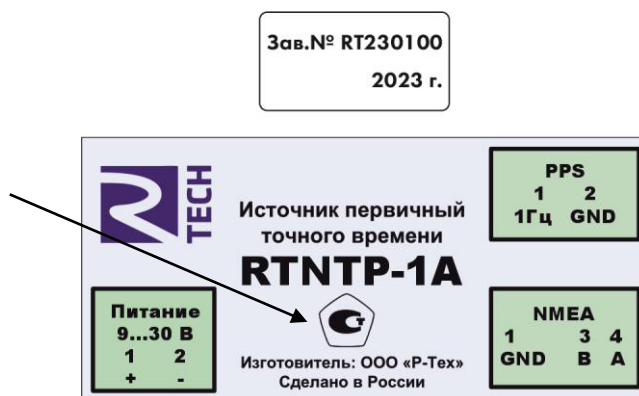 Зав.№ RT230100
2023 г.
R
TECH
Источник первичный
точного времени
RTNTP-1A
Изготовитель: ООО «Р-Тех»
Сделано в России
Питание
9...30 В
1 2
+ -
PPS
1 2
1Гц GND
NMEA
1 3 4
GND B A